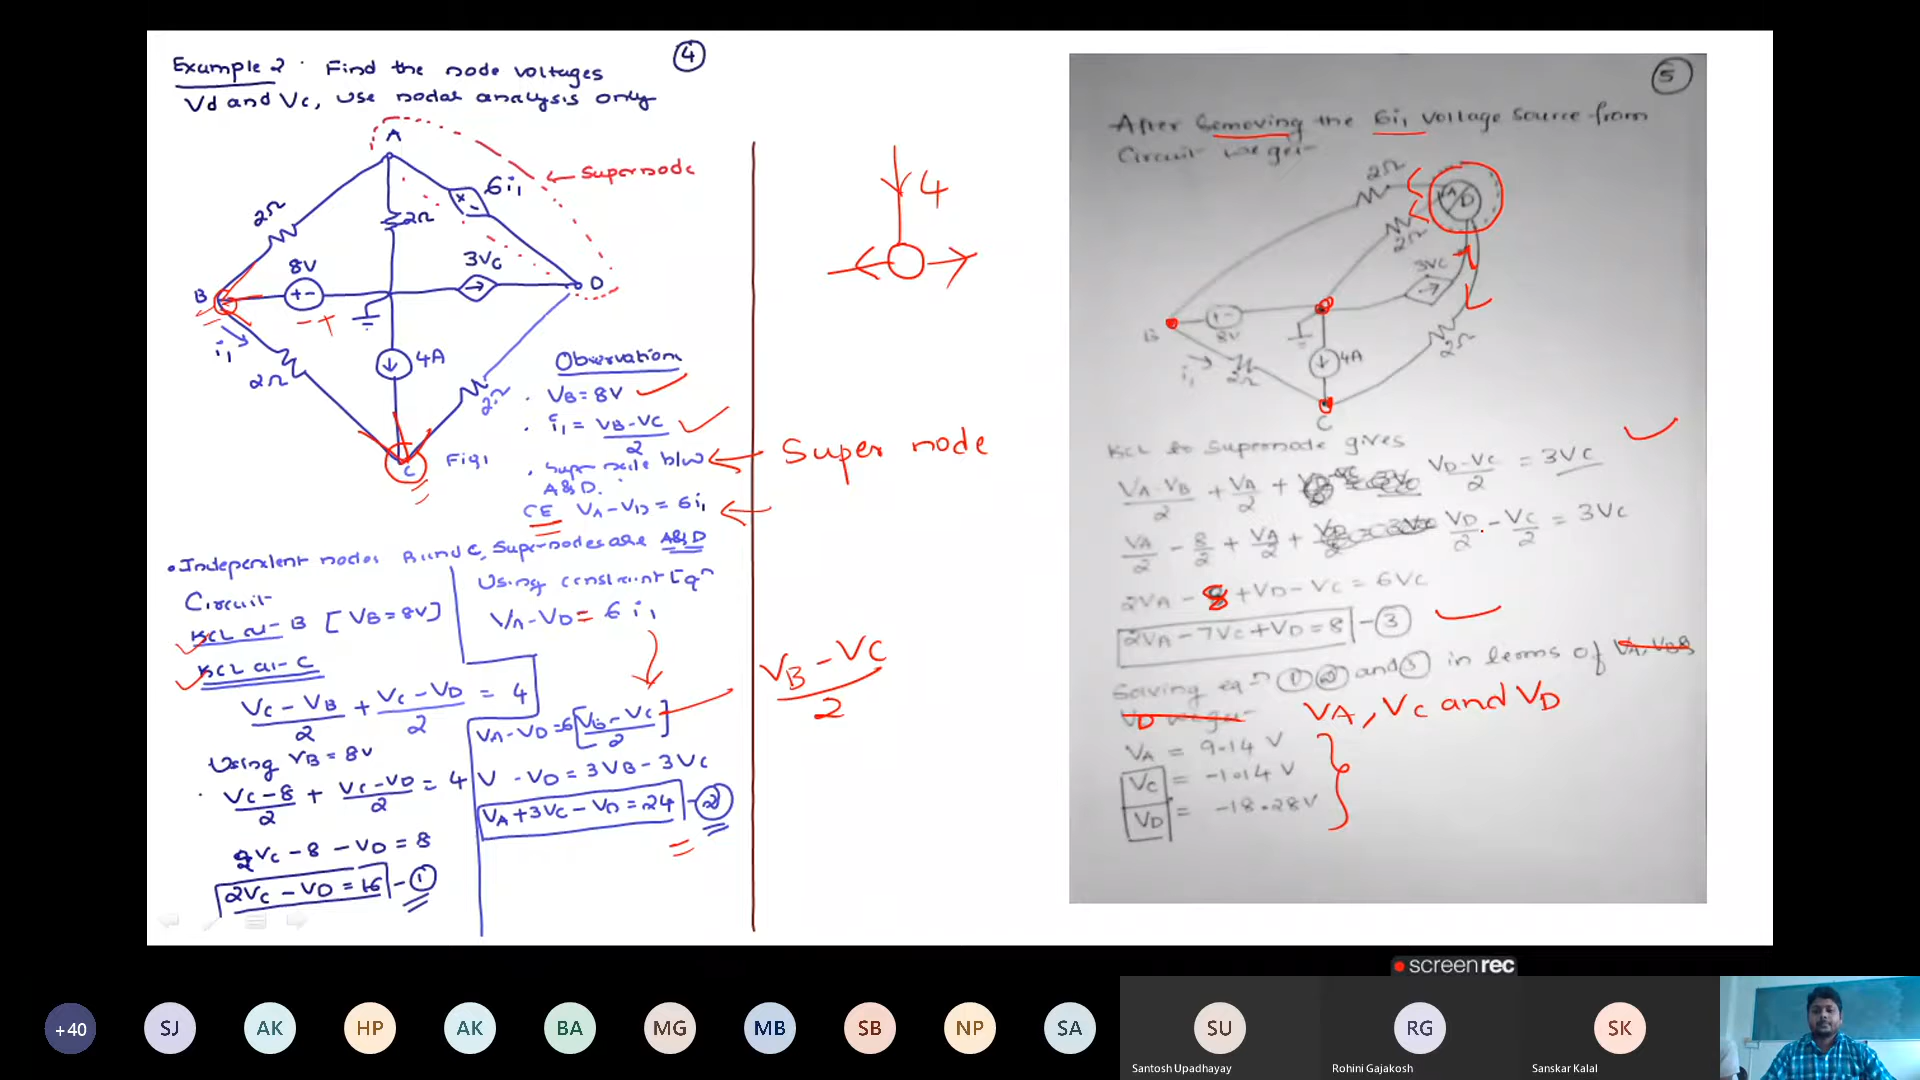 Example 2 : Find the node voltages
Vd and Vc, use nodal analysis only
4
A
6i1
← Supernode
2Ω
2Ω
+ -
8V
3Vc
B
+ -
D
- +
i1
4A
2Ω
2Ω
C
Fig1
Observation
. VB = 8V
. i1 = VB-VC
2
. Super node b/w
A & D.
CE VA - VD = 6i1
• Independent nodes B and C, Supernodes are A & D
Circuit
KCL at B [VB = 8V]
KCL at C
VC - VB + VC - VD = 4
2 2
Using VB = 8V
VC-8 + VC-VD = 4
2 2
2VC - 8 - VD = 8
2VC - VD = 16 - 1
Using constraint Eqn
VA - VD = 6 i1
VA - VD = 6[VB - VC]
2
V - VD = 3VB - 3VC
VA + 3VC - VD = 24 - 2
4
Super node
VB - VC
2
5
After removing the 6i1 voltage source from
Circuit we get
2Ω
A/D
2Ω
3VC
B
+ -
8V
i1
2Ω
4A
2Ω
C
KCL to Supernode gives
VA-VB + VA + VD-VC = 3VC
2 2 2
VA - 8 + VA + VD - VC = 3VC
2 2 2 2 2
2VA - 8 + VD - VC = 6VC
2VA - 7VC + VD = 8 - 3
Solving eqn 1 2 and 3 in terms of
VA, VC and VD
VA = 9.14 V
VC = -1.14 V
VD = -18.28V
screenrec
+40 SJ AK HP AK BA MG MB SB NP SA SU RG SK
Santosh Upadhayay Rohini Gajakosh Sanskar Kalal